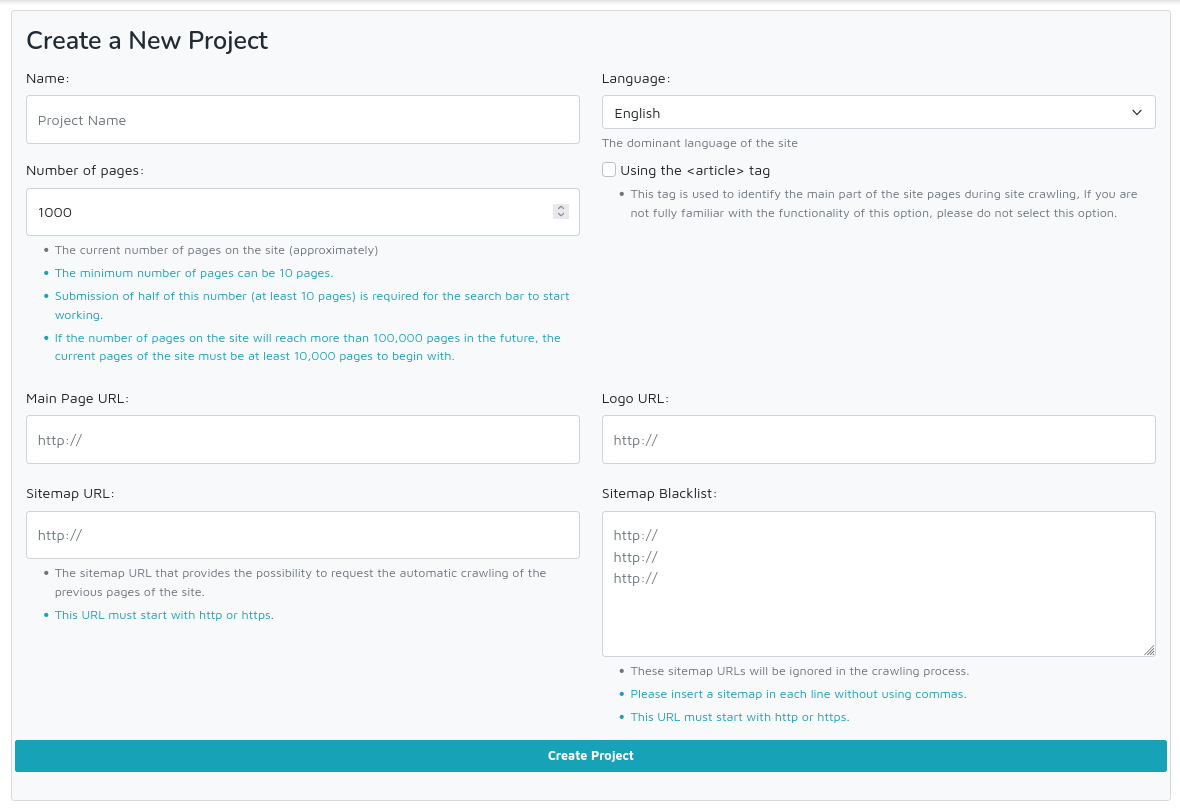 Create a New Project
Name:
Project Name
Language:
English
The dominant language of the site
Number of pages:
1000
Using the <article> tag
• This tag is used to identify the main part of the site pages during site crawling, If you are
not fully familiar with the functionality of this option, please do not select this option.
• The current number of pages on the site (approximately)
• The minimum number of pages can be 10 pages.
• Submission of half of this number (at least 10 pages) is required for the search bar to start
working.
• If the number of pages on the site will reach more than 100,000 pages in the future, the
current pages of the site must be at least 10,000 pages to begin with.
Main Page URL:
http://
Logo URL:
http://
Sitemap URL:
http://
• The sitemap URL that provides the possibility to request the automatic crawling of the
previous pages of the site.
• This URL must start with http or https.
Sitemap Blacklist:
http://
http://
http://
• These sitemap URLs will be ignored in the crawling process.
• Please insert a sitemap in each line without using commas.
• This URL must start with http or https.
Create Project